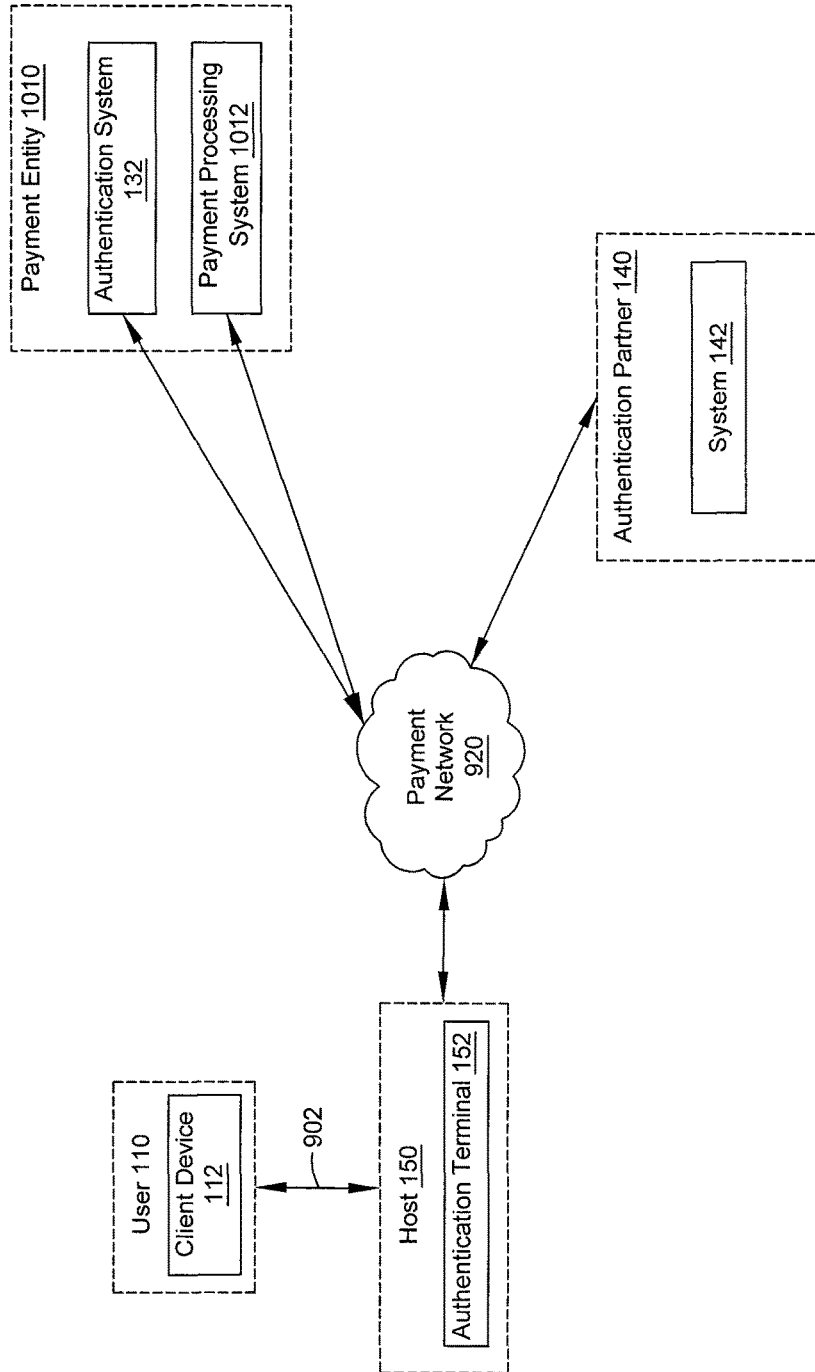 User 110
Client Device
112
902
Host 150
Authentication Terminal 152
Payment
Network
920
Payment Entity 1010
Authentication System
132
Payment Processing
System 1012
Authentication Partner 140
System 142